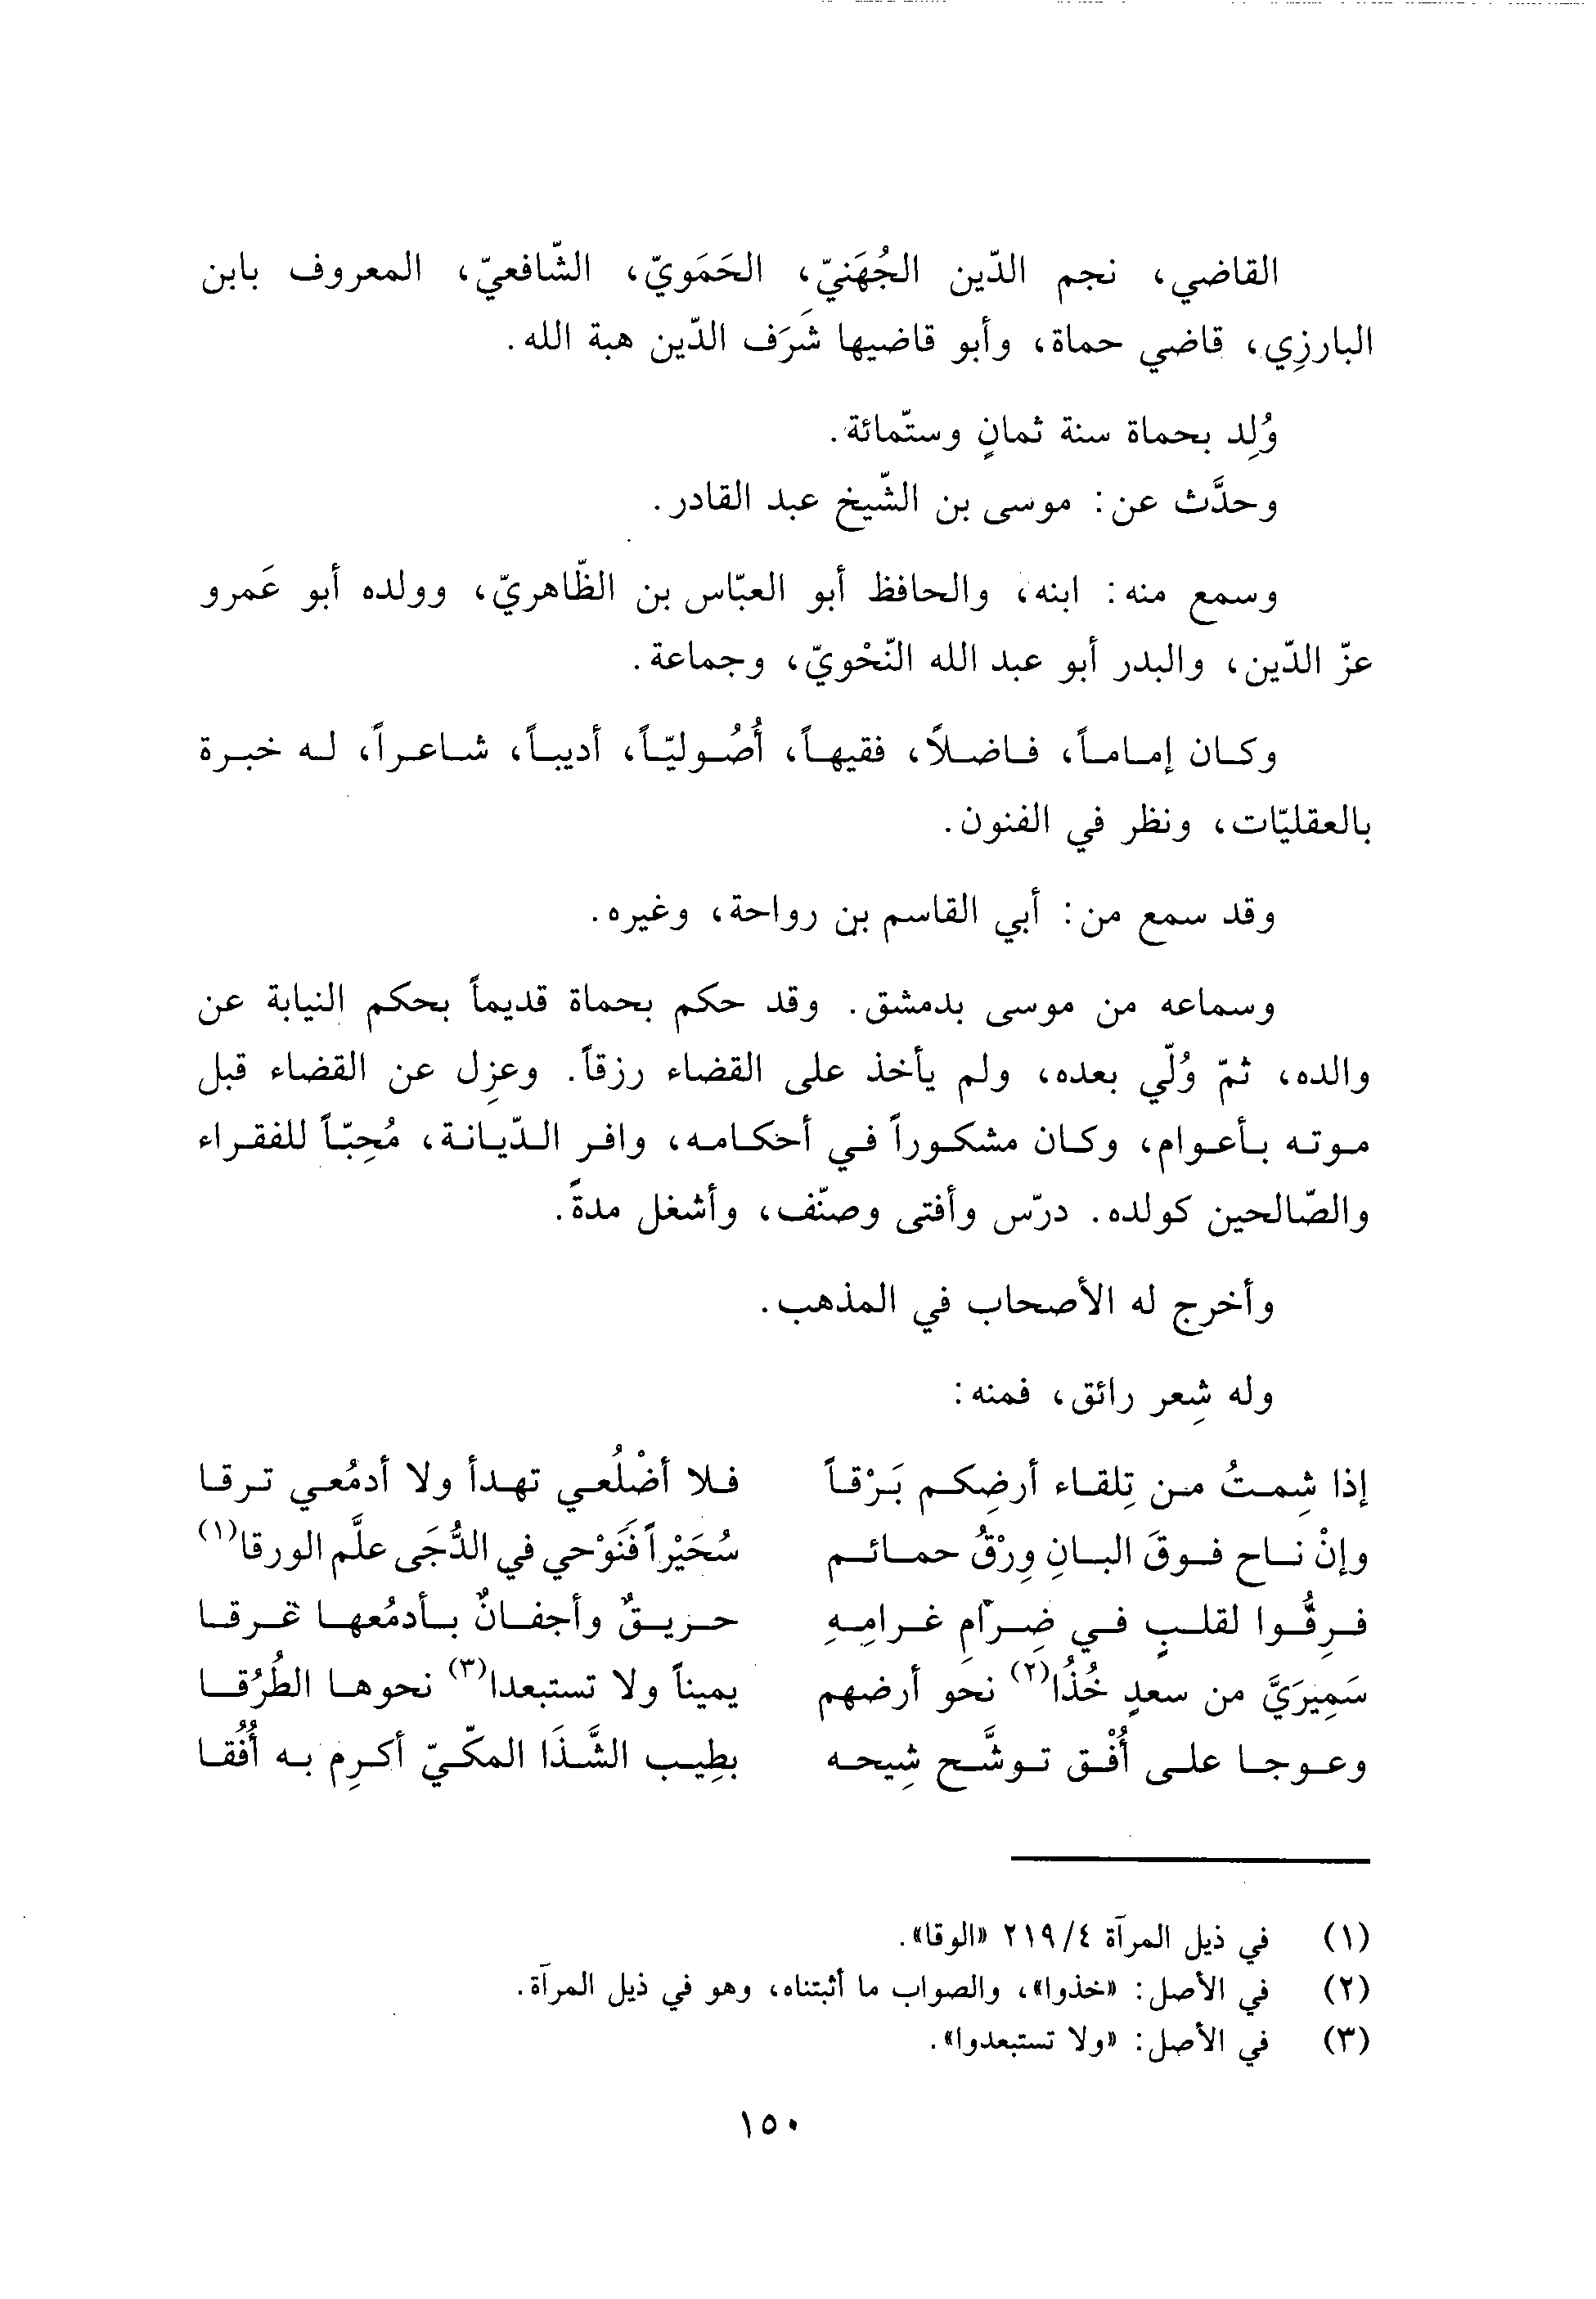 القاضي، نجم الدّين الجُهَنيّ، الحَمَويّ، الشّافعيّ، المعروف بابن
البارزِي، قاضي حماة، وأبو قاضيها شَرَف الدّين هبة الله.
وُلِد بحماة سنة ثمانٍ وستّمائة.
وحدَّث عن: موسى بن الشّيخ عبد القادر.
وسمع منه: ابنه، والحافظ أبو العبّاس بن الظّاهريّ، وولده أبو عَمرو
عزّ الدّين، والبدر أبو عبد الله النّحْويّ، وجماعة.
وكان إماماً، فاضلاً، فقيهاً، أُصُوليّاً، أديباً، شاعراً، له خبرة
بالعقليّات، ونظر في الفنون.
وقد سمع من: أبي القاسم بن رواحة، وغيره.
وسماعه من موسى بدمشق. وقد حكم بحماة قديماً بحكم النيابة عن
والده، ثمّ وُلّي بعده، ولم يأخذ على القضاء رزقاً. وعزِل عن القضاء قبل
موته بأعوام، وكان مشكوراً في أحكامه، وافر الدّيانة، مُحِبّاً للفقراء
والصّالحين كولده. درّس وأفتى وصنّف، وأشغل مدةً.
وأخرج له الأصحاب في المذهب.
وله شِعر رائق، فمنه:
إذا شِمتُ من تِلقاء أرضِكم بَرْقاً فلا أضْلُعي تهدأ ولا أدمُعي ترقا
وإنْ ناح فوقَ البانِ وِرْقُ حمائم سُحَيْراً فَنَوْحي في الدُّجَى علَّم الورقا(١)
فرِقُّوا لقلبٍ في ضِرامِ غرامِهِ حريقٌ وأجفانٌ بأدمُعها غرقا
سَمِيرَيَّ من سعدٍ خُذُا(٢) نحو أرضهم يميناً ولا تستبعدا(٣) نحوها الطُرُقا
وعوجا على أُفْق توشَّح شِيحه بطِيب الشَّذَا المكّيّ أكرِم به أُفُقا
(١) في ذيل المرآة ٢١٩/٤ «الوقا».
(٢) في الأصل: «خذوا»، والصواب ما أثبتناه، وهو في ذيل المرآة.
(٣) في الأصل: «ولا تستبعدوا».
١٥٠